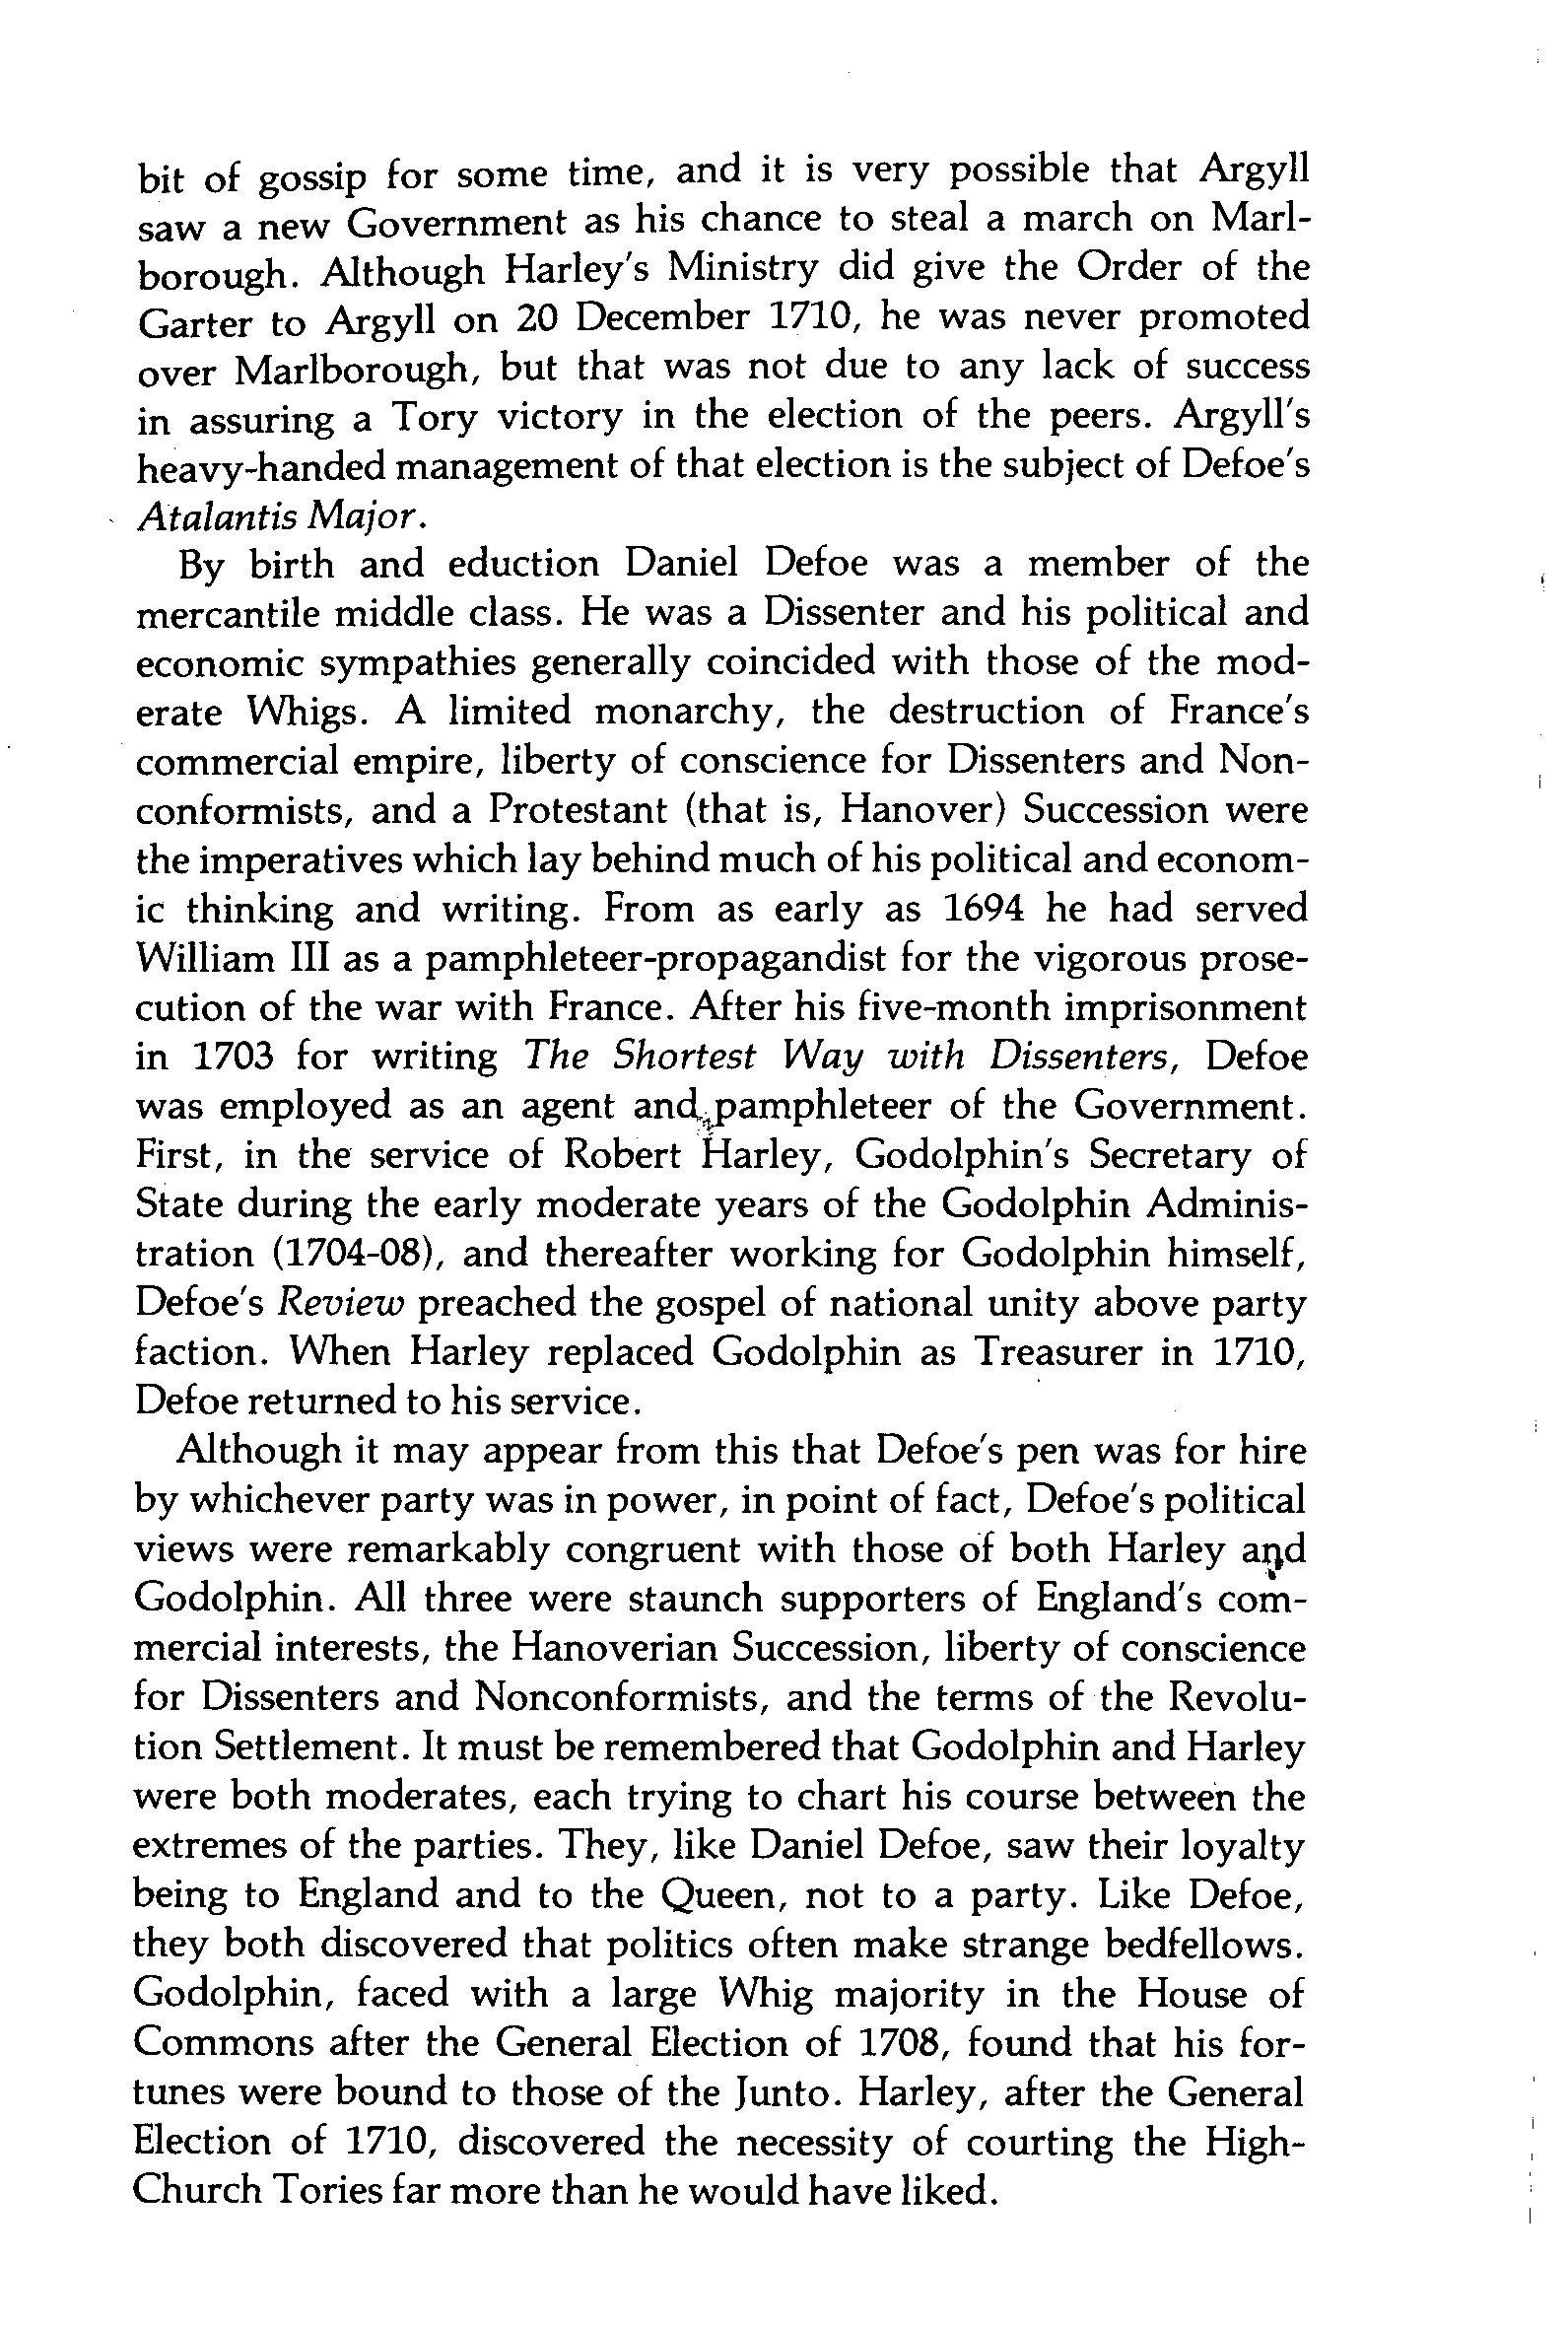 bit of gossip for some time, and it is very possible that Argyll
saw a new Government as his chance to steal a march on Marl-
borough. Although Harley's Ministry did give the Order of the
Garter to Argyll on 20 December 1710, he was never promoted
over Marlborough, but that was not due to any lack of success
in assuring a Tory victory in the election of the peers. Argyll's
heavy-handed management of that election is the subject of Defoe's
Atalantis Major.
By birth and eduction Daniel Defoe was a member of the
mercantile middle class. He was a Dissenter and his political and
economic sympathies generally coincided with those of the mod-
erate Whigs. A limited monarchy, the destruction of France's
commercial empire, liberty of conscience for Dissenters and Non-
conformists, and a Protestant (that is, Hanover) Succession were
the imperatives which lay behind much of his political and econom-
ic thinking and writing. From as early as 1694 he had served
William III as a pamphleteer-propagandist for the vigorous prose-
cution of the war with France. After his five-month imprisonment
in 1703 for writing The Shortest Way with Dissenters, Defoe
was employed as an agent and pamphleteer of the Government.
First, in the service of Robert Harley, Godolphin's Secretary of
State during the early moderate years of the Godolphin Adminis-
tration (1704-08), and thereafter working for Godolphin himself,
Defoe's Review preached the gospel of national unity above party
faction. When Harley replaced Godolphin as Treasurer in 1710,
Defoe returned to his service.
Although it may appear from this that Defoe's pen was for hire
by whichever party was in power, in point of fact, Defoe's political
views were remarkably congruent with those of both Harley and
Godolphin. All three were staunch supporters of England's com-
mercial interests, the Hanoverian Succession, liberty of conscience
for Dissenters and Nonconformists, and the terms of the Revolu-
tion Settlement. It must be remembered that Godolphin and Harley
were both moderates, each trying to chart his course between the
extremes of the parties. They, like Daniel Defoe, saw their loyalty
being to England and to the Queen, not to a party. Like Defoe,
they both discovered that politics often make strange bedfellows.
Godolphin, faced with a large Whig majority in the House of
Commons after the General Election of 1708, found that his for-
tunes were bound to those of the Junto. Harley, after the General
Election of 1710, discovered the necessity of courting the High-
Church Tories far more than he would have liked.